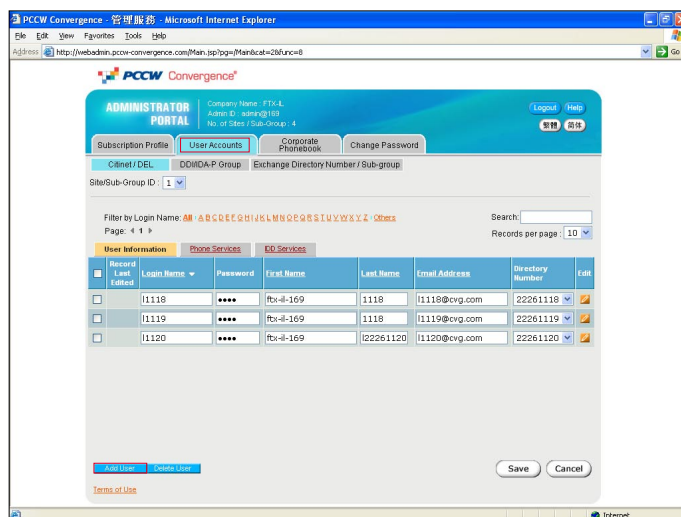 PCCW Convergence - 管理服務 - Microsoft Internet Explorer
File Edit View Favorites Tools Help
Address http://webadmin.pccw-convergence.com/Main.jsp?pg=/Main&cat=28&func=8 Go
PCCW Convergence
ADMINISTRATOR PORTAL
Company Name : FTX-IL
Admin ID : admin@169
No. of Sites / Sub-Group : 4
Logout Help
繁體 简体
Subscription Profile User Accounts Corporate Phonebook Change Password
Citinet / DEL DDI/IDA-P Group Exchange Directory Number / Sub-group
Site/Sub-Group ID : 1
Filter by Login Name: All · A B C D E F G H I J K L M N O P Q R S T U V W X Y Z · Others
Search:
Page: 1
Records per page : 10
User Information Phone Services IDD Services
Record Last Edited Login Name Password First Name Last Name Email Address Directory Number Edit
l1118 •••• ftx-il-169 1118 l1118@cvg.com 22261118
l1119 •••• ftx-il-169 1118 l1119@cvg.com 22261119
l1120 •••• ftx-il-169 l22261120 l1120@cvg.com 22261120
Add User Delete User
Save Cancel
Terms of Use
Internet